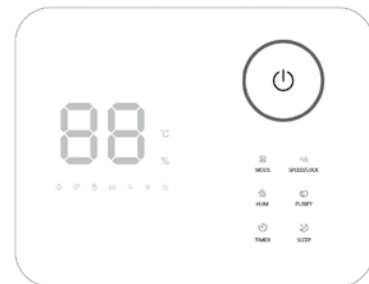 88
°C
%
MODE SPEED/LOCK
HUM PURIFY
TIMER SLEEP